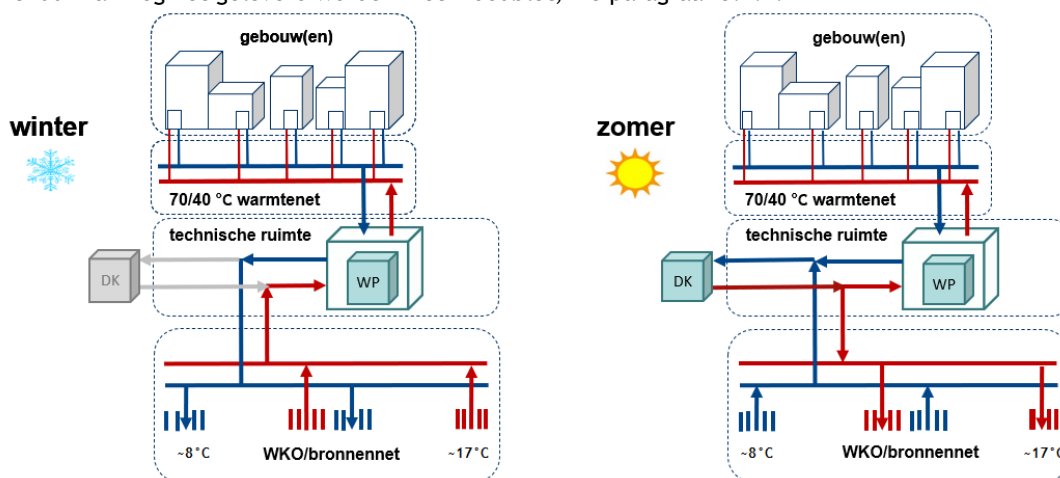 gebouw(en)
winter
70/40 °C warmtenet
technische ruimte
DK
WP
~8°C
WKO/bronnennet
~17°C
gebouw(en)
zomer
70/40 °C warmtenet
technische ruimte
DK
WP
~8°C
WKO/bronnennet
~17°C